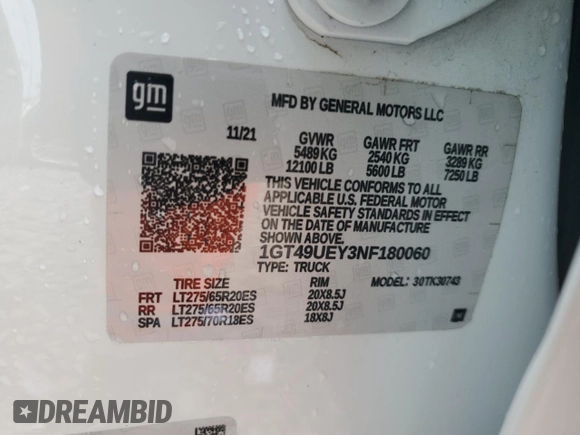 gm
MFD BY GENERAL MOTORS LLC
11/21 GVWR GAWR FRT GAWR RR
5489 KG 2540 KG 3289 KG
12100 LB 5600 LB 7250 LB
THIS VEHICLE CONFORMS TO ALL
APPLICABLE U.S. FEDERAL MOTOR
VEHICLE SAFETY STANDARDS IN EFFECT
ON THE DATE OF MANUFACTURE
SHOWN ABOVE.
1GT49UEY3NF180060
TYPE: TRUCK MODEL: 30TK30743
TIRE SIZE RIM
FRT LT275/65R20ES 20X8.5J
RR LT275/65R20ES 20X8.5J
SPA LT275/70R18ES 18X8J
DREAMBID